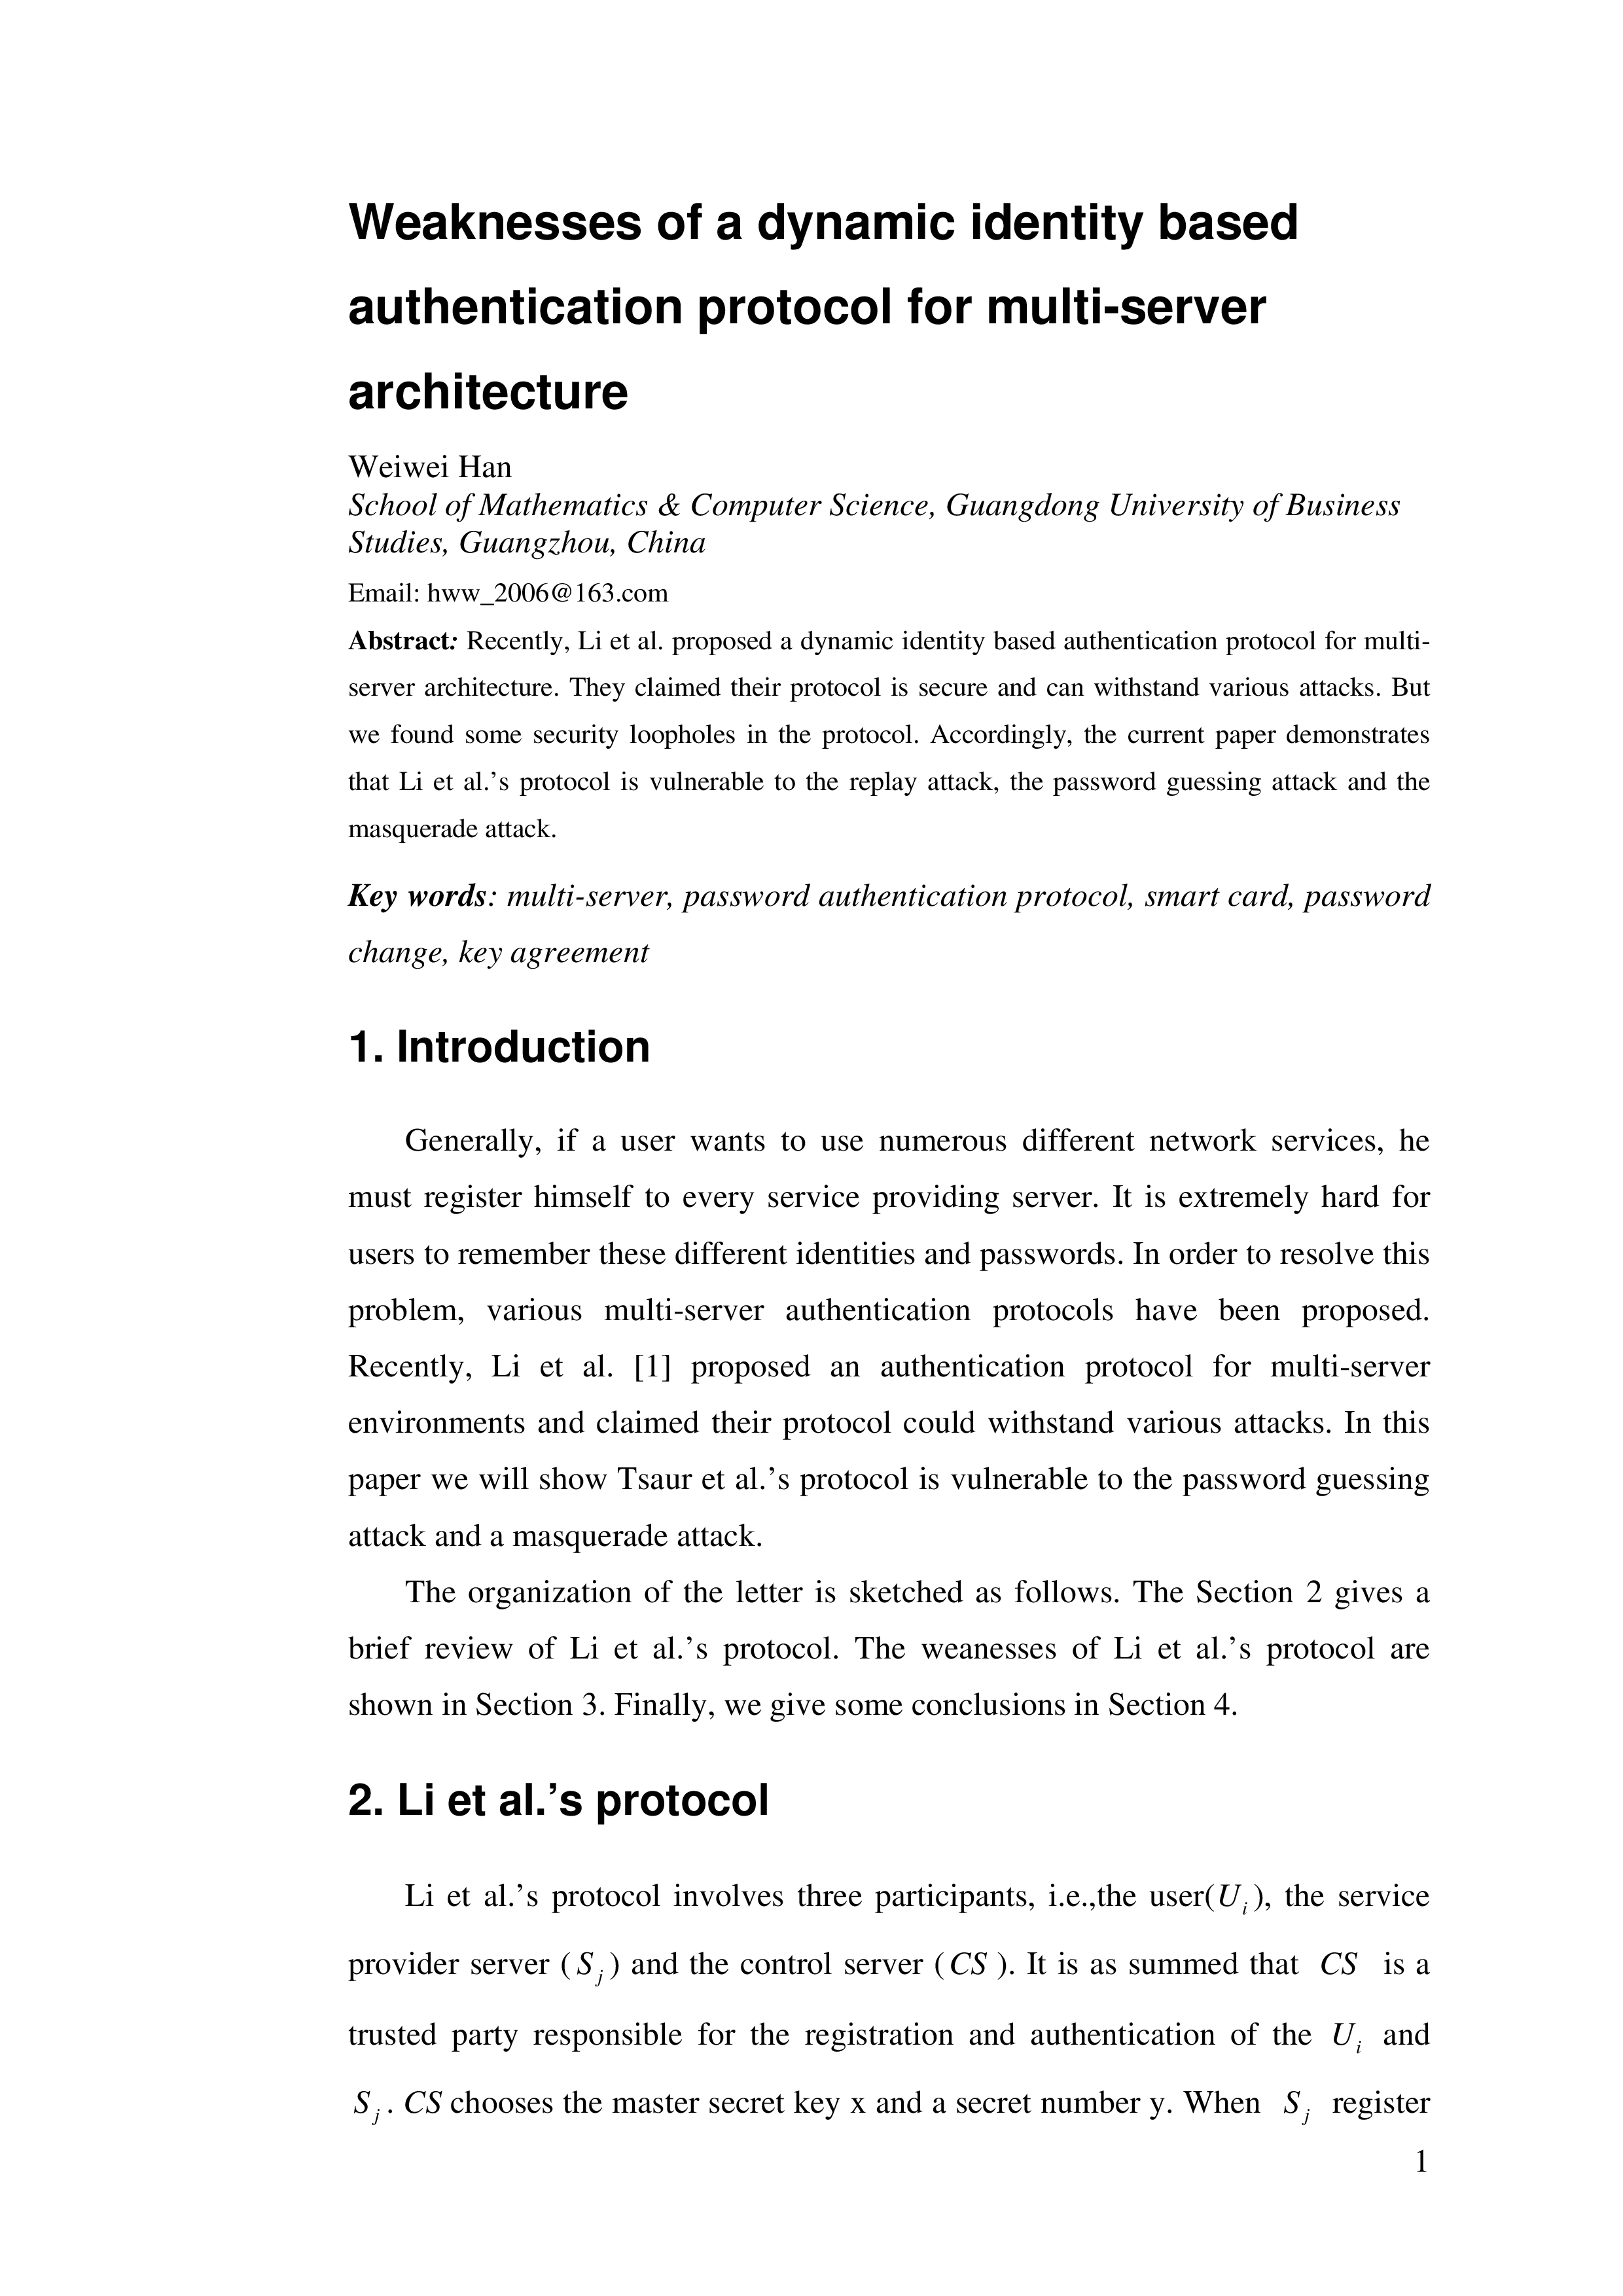 Weaknesses of a dynamic identity based
authentication protocol for multi-server
architecture
Weiwei Han
School of Mathematics & Computer Science, Guangdong University of Business
Studies, Guangzhou, China
Email: hww_2006@163.com
Abstract: Recently, Li et al. proposed a dynamic identity based authentication protocol for multi-
server architecture. They claimed their protocol is secure and can withstand various attacks. But
we found some security loopholes in the protocol. Accordingly, the current paper demonstrates
that Li et al.’s protocol is vulnerable to the replay attack, the password guessing attack and the
masquerade attack.
Key words: multi-server, password authentication protocol, smart card, password
change, key agreement
1. Introduction
Generally, if a user wants to use numerous different network services, he
must register himself to every service providing server. It is extremely hard for
users to remember these different identities and passwords. In order to resolve this
problem, various multi-server authentication protocols have been proposed.
Recently, Li et al. [1] proposed an authentication protocol for multi-server
environments and claimed their protocol could withstand various attacks. In this
paper we will show Tsaur et al.’s protocol is vulnerable to the password guessing
attack and a masquerade attack.
The organization of the letter is sketched as follows. The Section 2 gives a
brief review of Li et al.’s protocol. The weanesses of Li et al.’s protocol are
shown in Section 3. Finally, we give some conclusions in Section 4.
2. Li et al.’s protocol
Li et al.’s protocol involves three participants, i.e.,the user(U_i), the service
provider server (S_j) and the control server (CS). It is as summed that CS is a
trusted party responsible for the registration and authentication of the U_i and
S_j. CS chooses the master secret key x and a secret number y. When S_j register
1